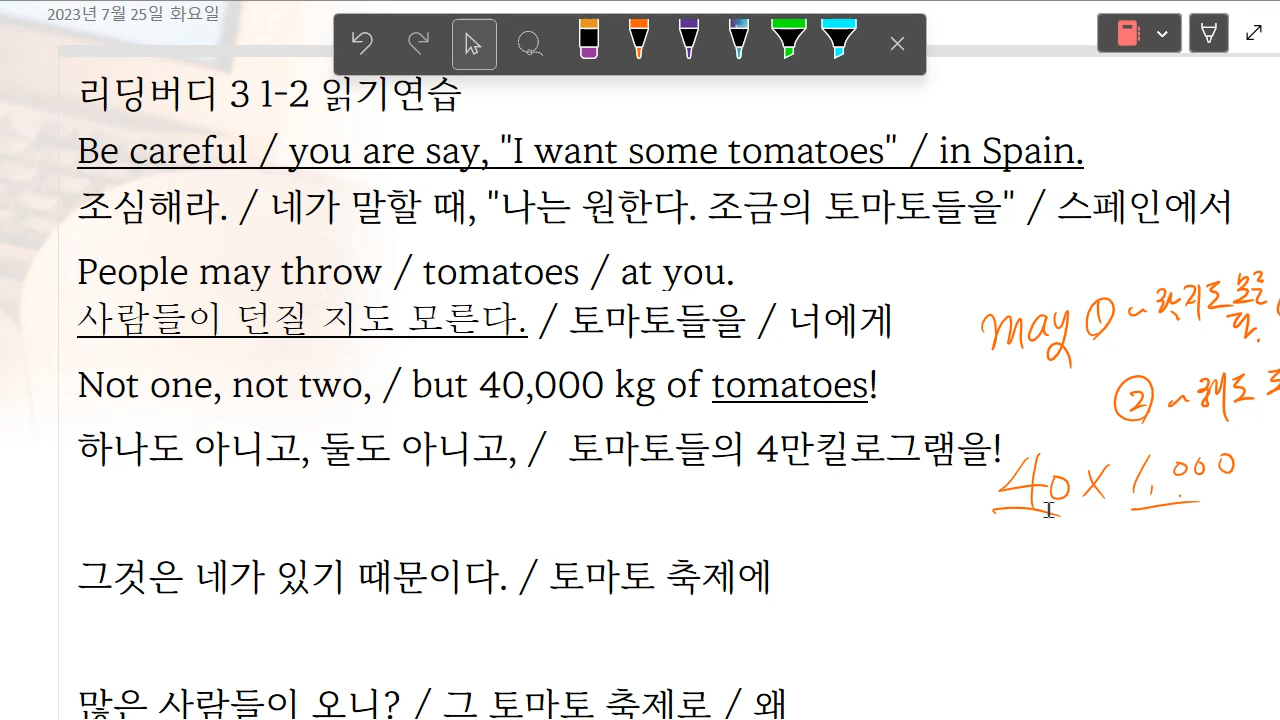 2023년 7월 25일 화요일
리딩버디 3 1-2 읽기연습
Be careful / you are say, "I want some tomatoes" / in Spain.
조심해라. / 네가 말할 때, "나는 원한다. 조금의 토마토들을" / 스페인에서
People may throw / tomatoes / at you.
사람들이 던질 지도 모른다. / 토마토들을 / 너에게
may ① ~할지도 모른다.
Not one, not two, / but 40,000 kg of tomatoes!
② ~해도
하나도 아니고, 둘도 아니고, / 토마토들의 4만킬로그램을!
40 x 1,000
그것은 네가 있기 때문이다. / 토마토 축제에
많은 사람들이 오니? / 그 토마토 축제로 / 왜